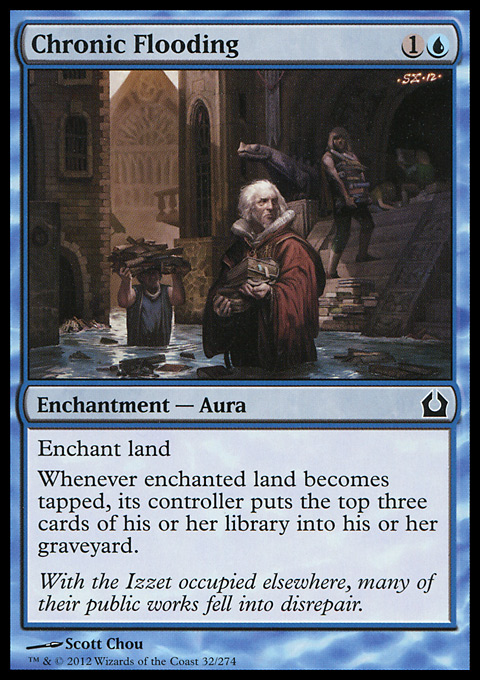 Chronic Flooding 1
·SZ·12·
Enchantment — Aura
Enchant land
Whenever enchanted land becomes
tapped, its controller puts the top three
cards of his or her library into his or her
graveyard.
With the Izzet occupied elsewhere, many of
their public works fell into disrepair.
Scott Chou
™ & © 2012 Wizards of the Coast 32/274